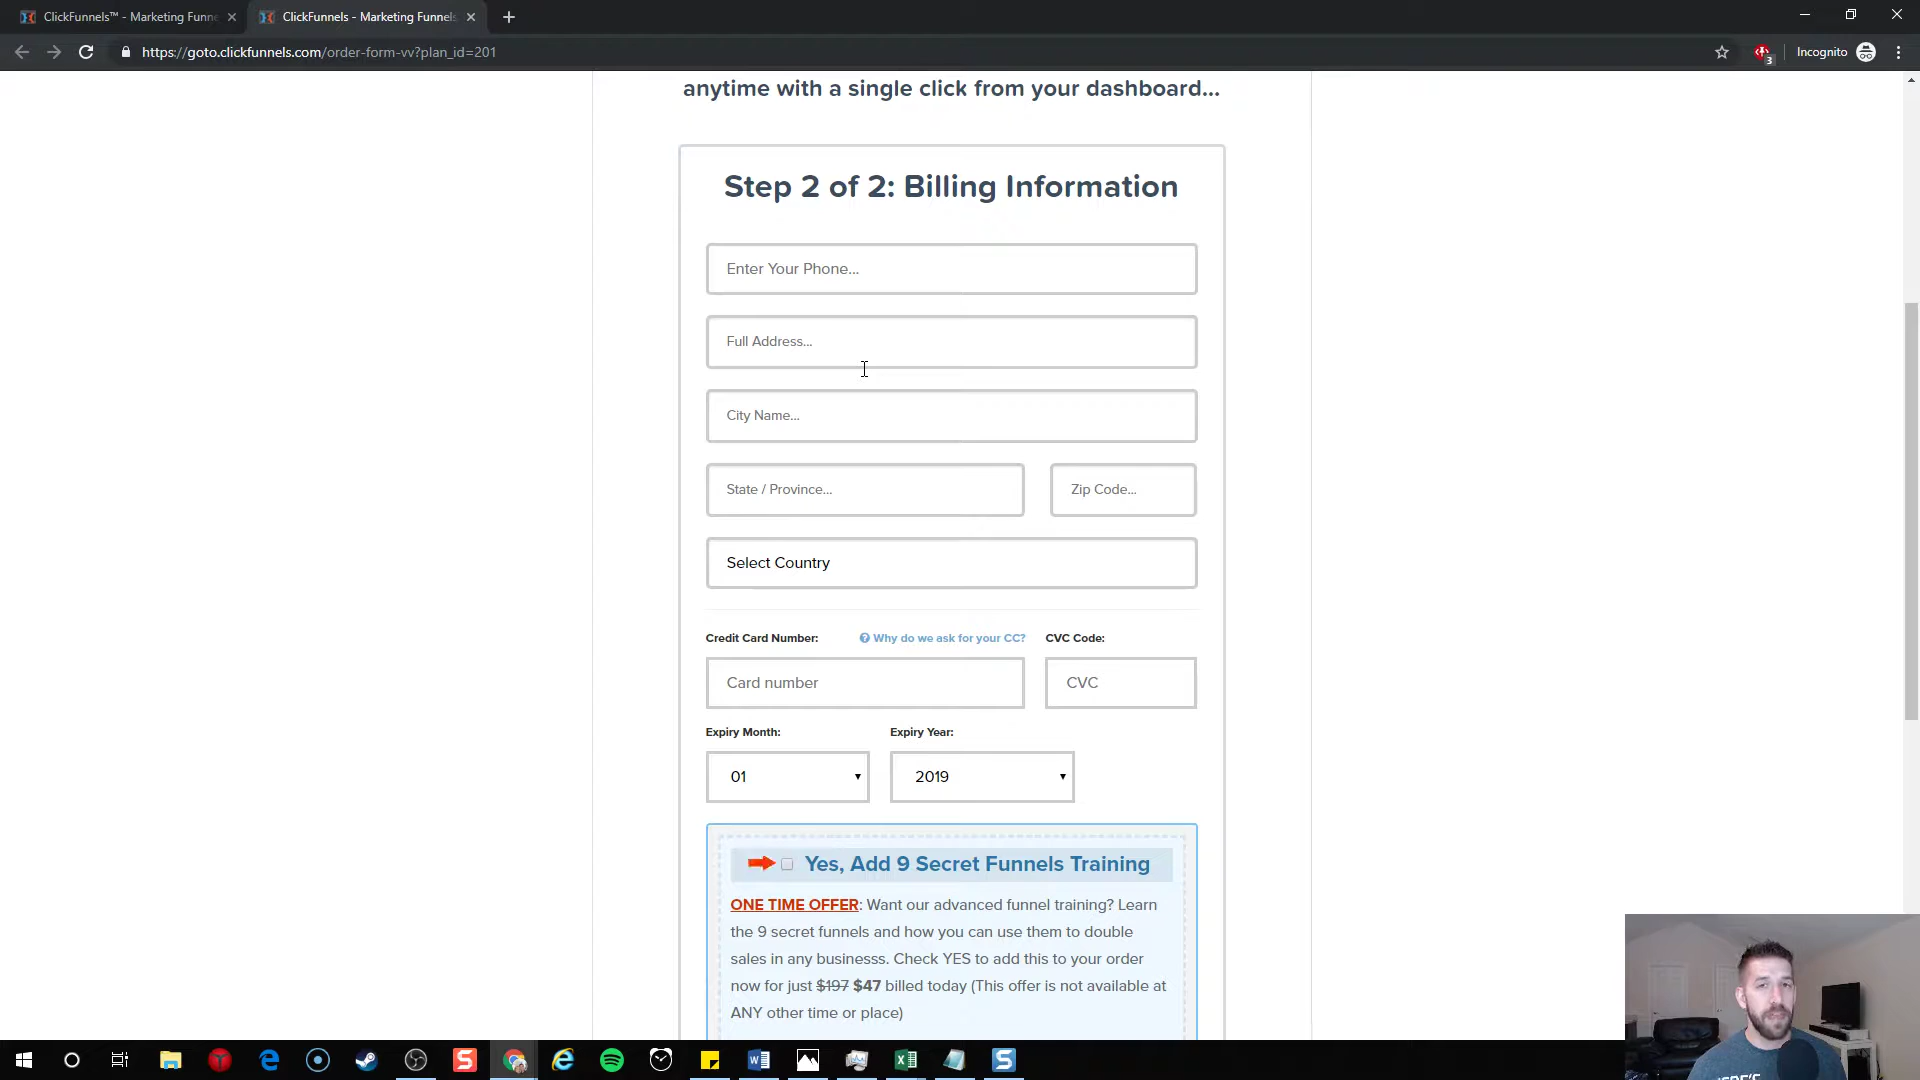 ClickFunnels™ - Marketing Funne
ClickFunnels - Marketing Funnels
https://goto.clickfunnels.com/order-form-vv?plan_id=201
3
Incognito
anytime with a single click from your dashboard...
Step 2 of 2: Billing Information
Enter Your Phone...
Full Address...
City Name...
State / Province...
Zip Code...
Select Country
Credit Card Number:
Why do we ask for your CC?
CVC Code:
Card number
CVC
Expiry Month:
Expiry Year:
01
2019
Yes, Add 9 Secret Funnels Training
ONE TIME OFFER: Want our advanced funnel training? Learn
the 9 secret funnels and how you can use them to double
sales in any businesss. Check YES to add this to your order
now for just $197 $47 billed today (This offer is not available at
ANY other time or place)